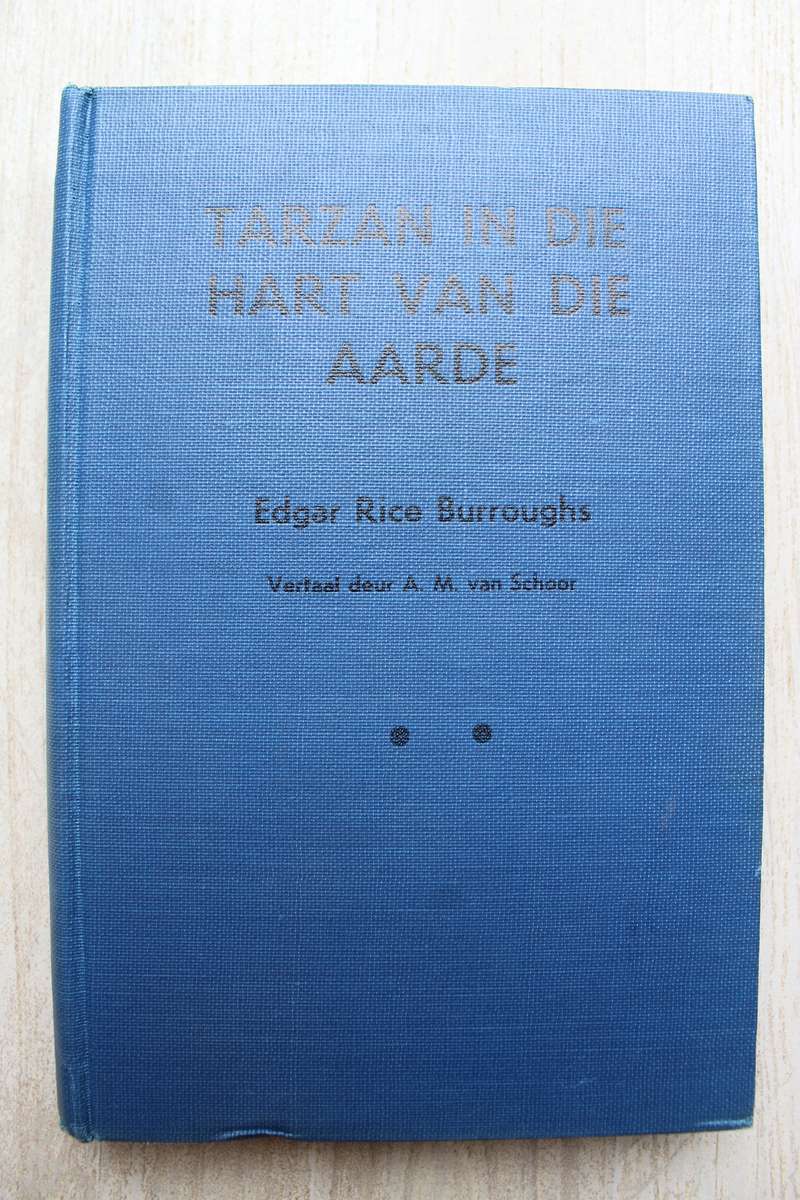 TARZAN IN DIE
HART VAN DIE
AARDE
Edgar Rice Burroughs
Vertaal deur A. M. van Schoor